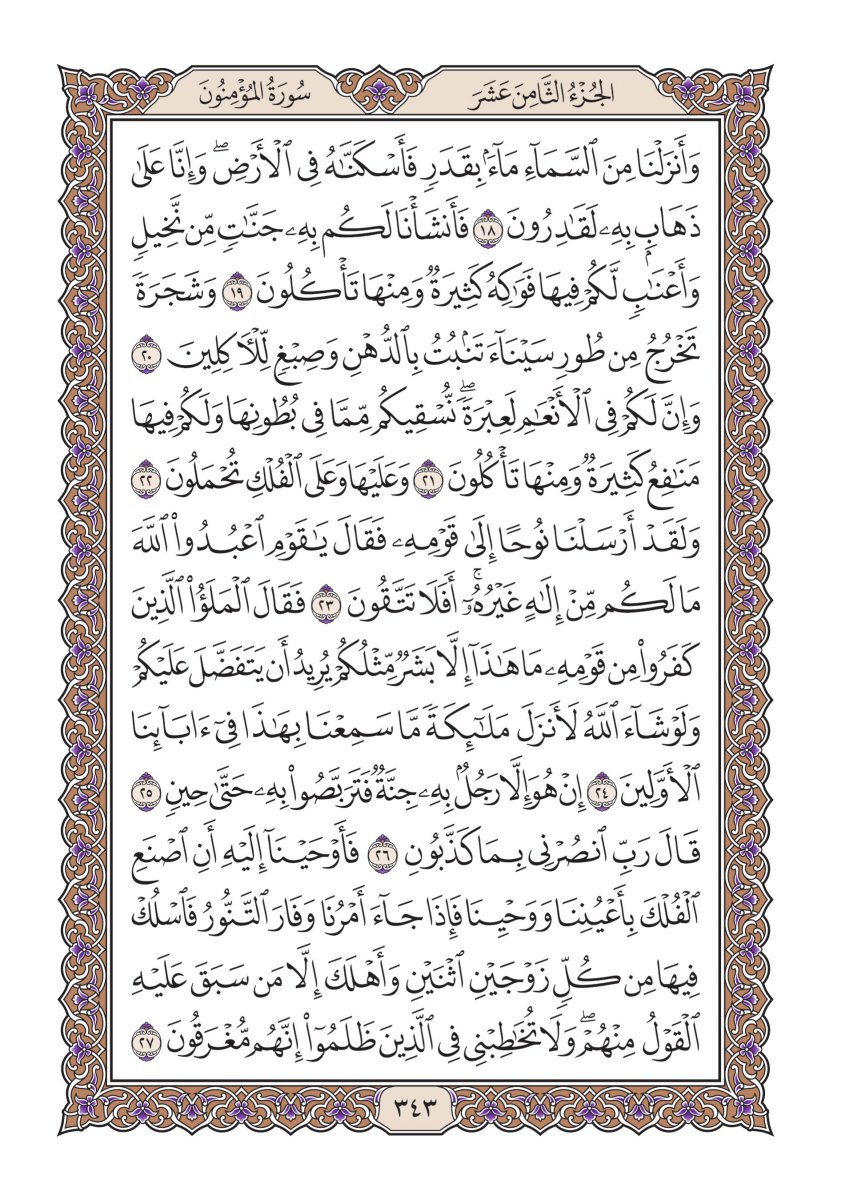 الجُزْءُ الثَّامِنَ عَشَرَ
سُورَةُ المُؤْمِنُونَ
وَأَنزَلۡنَا مِنَ ٱلسَّمَآءِ مَآءَۢ بِقَدَرٖ فَأَسۡكَنَّٰهُ فِي ٱلۡأَرۡضِۖ وَإِنَّا عَلَىٰ
ذَهَابِۭ بِهِۦ لَقَٰدِرُونَ ١٨ فَأَنشَأۡنَا لَكُم بِهِۦ جَنَّٰتٖ مِّن نَّخِيلٖ
وَأَعۡنَٰبٖ لَّكُمۡ فِيهَا فَوَٰكِهُ كَثِيرَةٞ وَمِنۡهَا تَأۡكُلُونَ ١٩ وَشَجَرَةٗ
تَخۡرُجُ مِن طُورِ سَيۡنَآءَ تَنۢبُتُ بِٱلدُّهۡنِ وَصِبۡغٖ لِّلۡأٓكِلِينَ ٢٠
وَإِنَّ لَكُمۡ فِي ٱلۡأَنۡعَٰمِ لَعِبۡرَةٗۖ نُّسۡقِيكُم مِّمَّا فِي بُطُونِهَا وَلَكُمۡ فِيهَا
مَنَٰفِعُ كَثِيرَةٞ وَمِنۡهَا تَأۡكُلُونَ ٢١ وَعَلَيۡهَا وَعَلَى ٱلۡفُلۡكِ تُحۡمَلُونَ ٢٢
وَلَقَدۡ أَرۡسَلۡنَا نُوحًا إِلَىٰ قَوۡمِهِۦ فَقَالَ يَٰقَوۡمِ ٱعۡبُدُواْ ٱللَّهَ
مَا لَكُم مِّنۡ إِلَٰهٍ غَيۡرُهُۥٓۚ أَفَلَا تَتَّقُونَ ٢٣ فَقَالَ ٱلۡمَلَؤُاْ ٱلَّذِينَ
كَفَرُواْ مِن قَوۡمِهِۦ مَا هَٰذَآ إِلَّا بَشَرٞ مِّثۡلُكُمۡ يُرِيدُ أَن يَتَفَضَّلَ عَلَيۡكُمۡ
وَلَوۡ شَآءَ ٱللَّهُ لَأَنزَلَ مَلَٰٓئِكَةٗ مَّا سَمِعۡنَا بِهَٰذَا فِيٓ ءَابَآئِنَا
ٱلۡأَوَّلِينَ ٢٤ إِنۡ هُوَ إِلَّا رَجُلُۢ بِهِۦ جِنَّةٞ فَتَرَبَّصُواْ بِهِۦ حَتَّىٰ حِينٖ ٢٥
قَالَ رَبِّ ٱنصُرۡنِي بِمَا كَذَّبُونِ ٢٦ فَأَوۡحَيۡنَآ إِلَيۡهِ أَنِ ٱصۡنَعِ
ٱلۡفُلۡكَ بِأَعۡيُنِنَا وَوَحۡيِنَا فَإِذَا جَآءَ أَمۡرُنَا وَفَارَ ٱلتَّنُّورُ فَٱسۡلُكۡ
فِيهَا مِن كُلّٖ زَوۡجَيۡنِ ٱثۡنَيۡنِ وَأَهۡلَكَ إِلَّا مَن سَبَقَ عَلَيۡهِ
ٱلۡقَوۡلُ مِنۡهُمۡۖ وَلَا تُخَٰطِبۡنِي فِي ٱلَّذِينَ ظَلَمُوٓاْ إِنَّهُم مُّغۡرَقُونَ ٢٧
٣٤٣